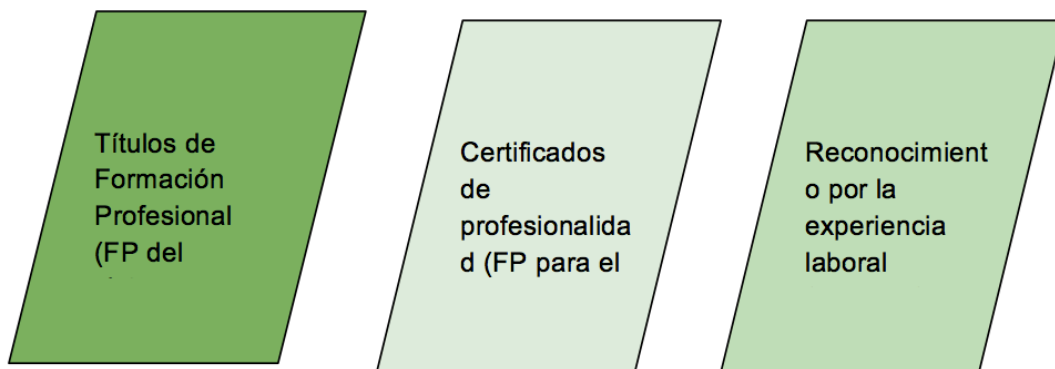 Títulos de
Formación
Profesional
(FP del
Certificados
de
profesionalida
d (FP para el
Reconocimient
o por la
experiencia
laboral